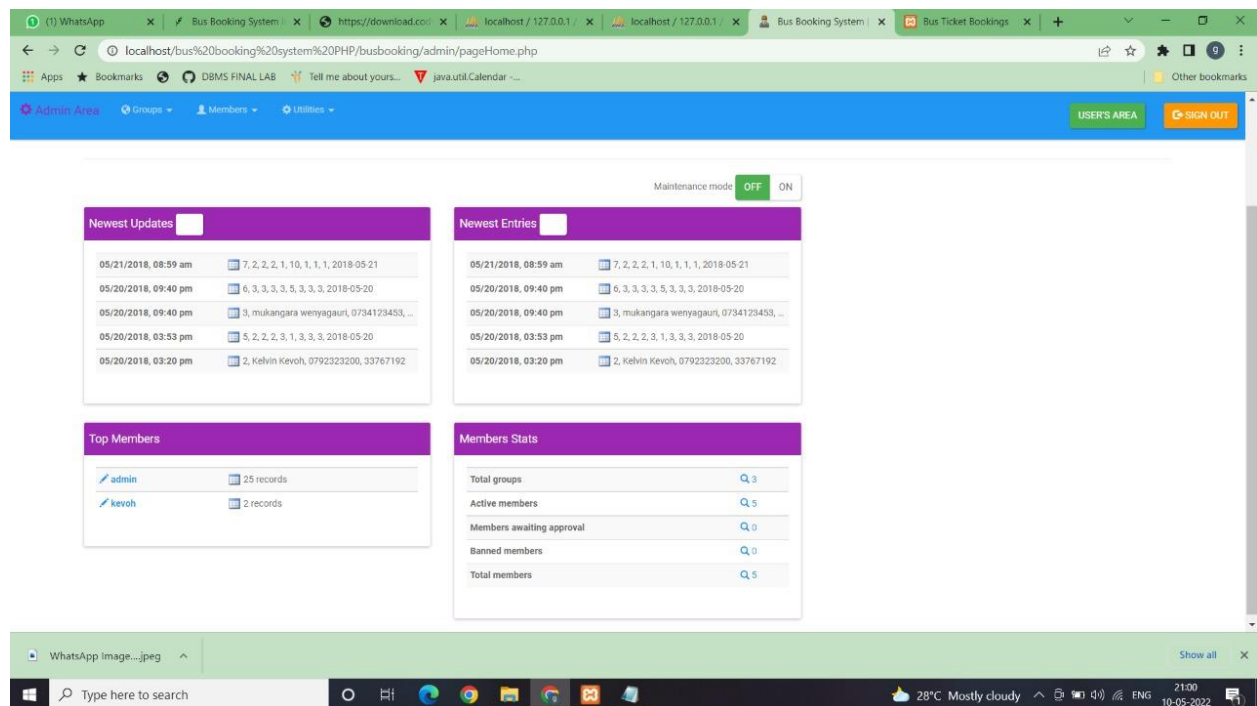 (1) WhatsApp Bus Booking System https://download.cod localhost / 127.0.0.1 / localhost / 127.0.0.1 / Bus Booking System | Bus Ticket Bookings
localhost/bus%20booking%20system%20PHP/busbooking/admin/pageHome.php
Apps Bookmarks DBMS FINAL LAB Tell me about yours... java.util.Calendar -... Other bookmarks
Admin Area Groups Members Utilities USER'S AREA SIGN OUT
Maintenance mode OFF ON
Newest Updates
05/21/2018, 08:59 am 7, 2, 2, 2, 1, 10, 1, 1, 1, 2018-05-21
05/20/2018, 09:40 pm 6, 3, 3, 3, 3, 5, 3, 3, 3, 2018-05-20
05/20/2018, 09:40 pm 3, mukangara wenyagauri, 0734123453, ...
05/20/2018, 03:53 pm 5, 2, 2, 2, 3, 1, 3, 3, 3, 2018-05-20
05/20/2018, 03:20 pm 2, Kelvin Kevoh, 0792323200, 33767192
Newest Entries
05/21/2018, 08:59 am 7, 2, 2, 2, 1, 10, 1, 1, 1, 2018-05-21
05/20/2018, 09:40 pm 6, 3, 3, 3, 3, 5, 3, 3, 3, 2018-05-20
05/20/2018, 09:40 pm 3, mukangara wenyagauri, 0734123453, ...
05/20/2018, 03:53 pm 5, 2, 2, 2, 3, 1, 3, 3, 3, 2018-05-20
05/20/2018, 03:20 pm 2, Kelvin Kevoh, 0792323200, 33767192
Top Members
admin 25 records
kevoh 2 records
Members Stats
Total groups 3
Active members 5
Members awaiting approval 0
Banned members 0
Total members 5
WhatsApp Image....jpeg Show all
Type here to search 28°C Mostly cloudy ENG 21:00
10-05-2022